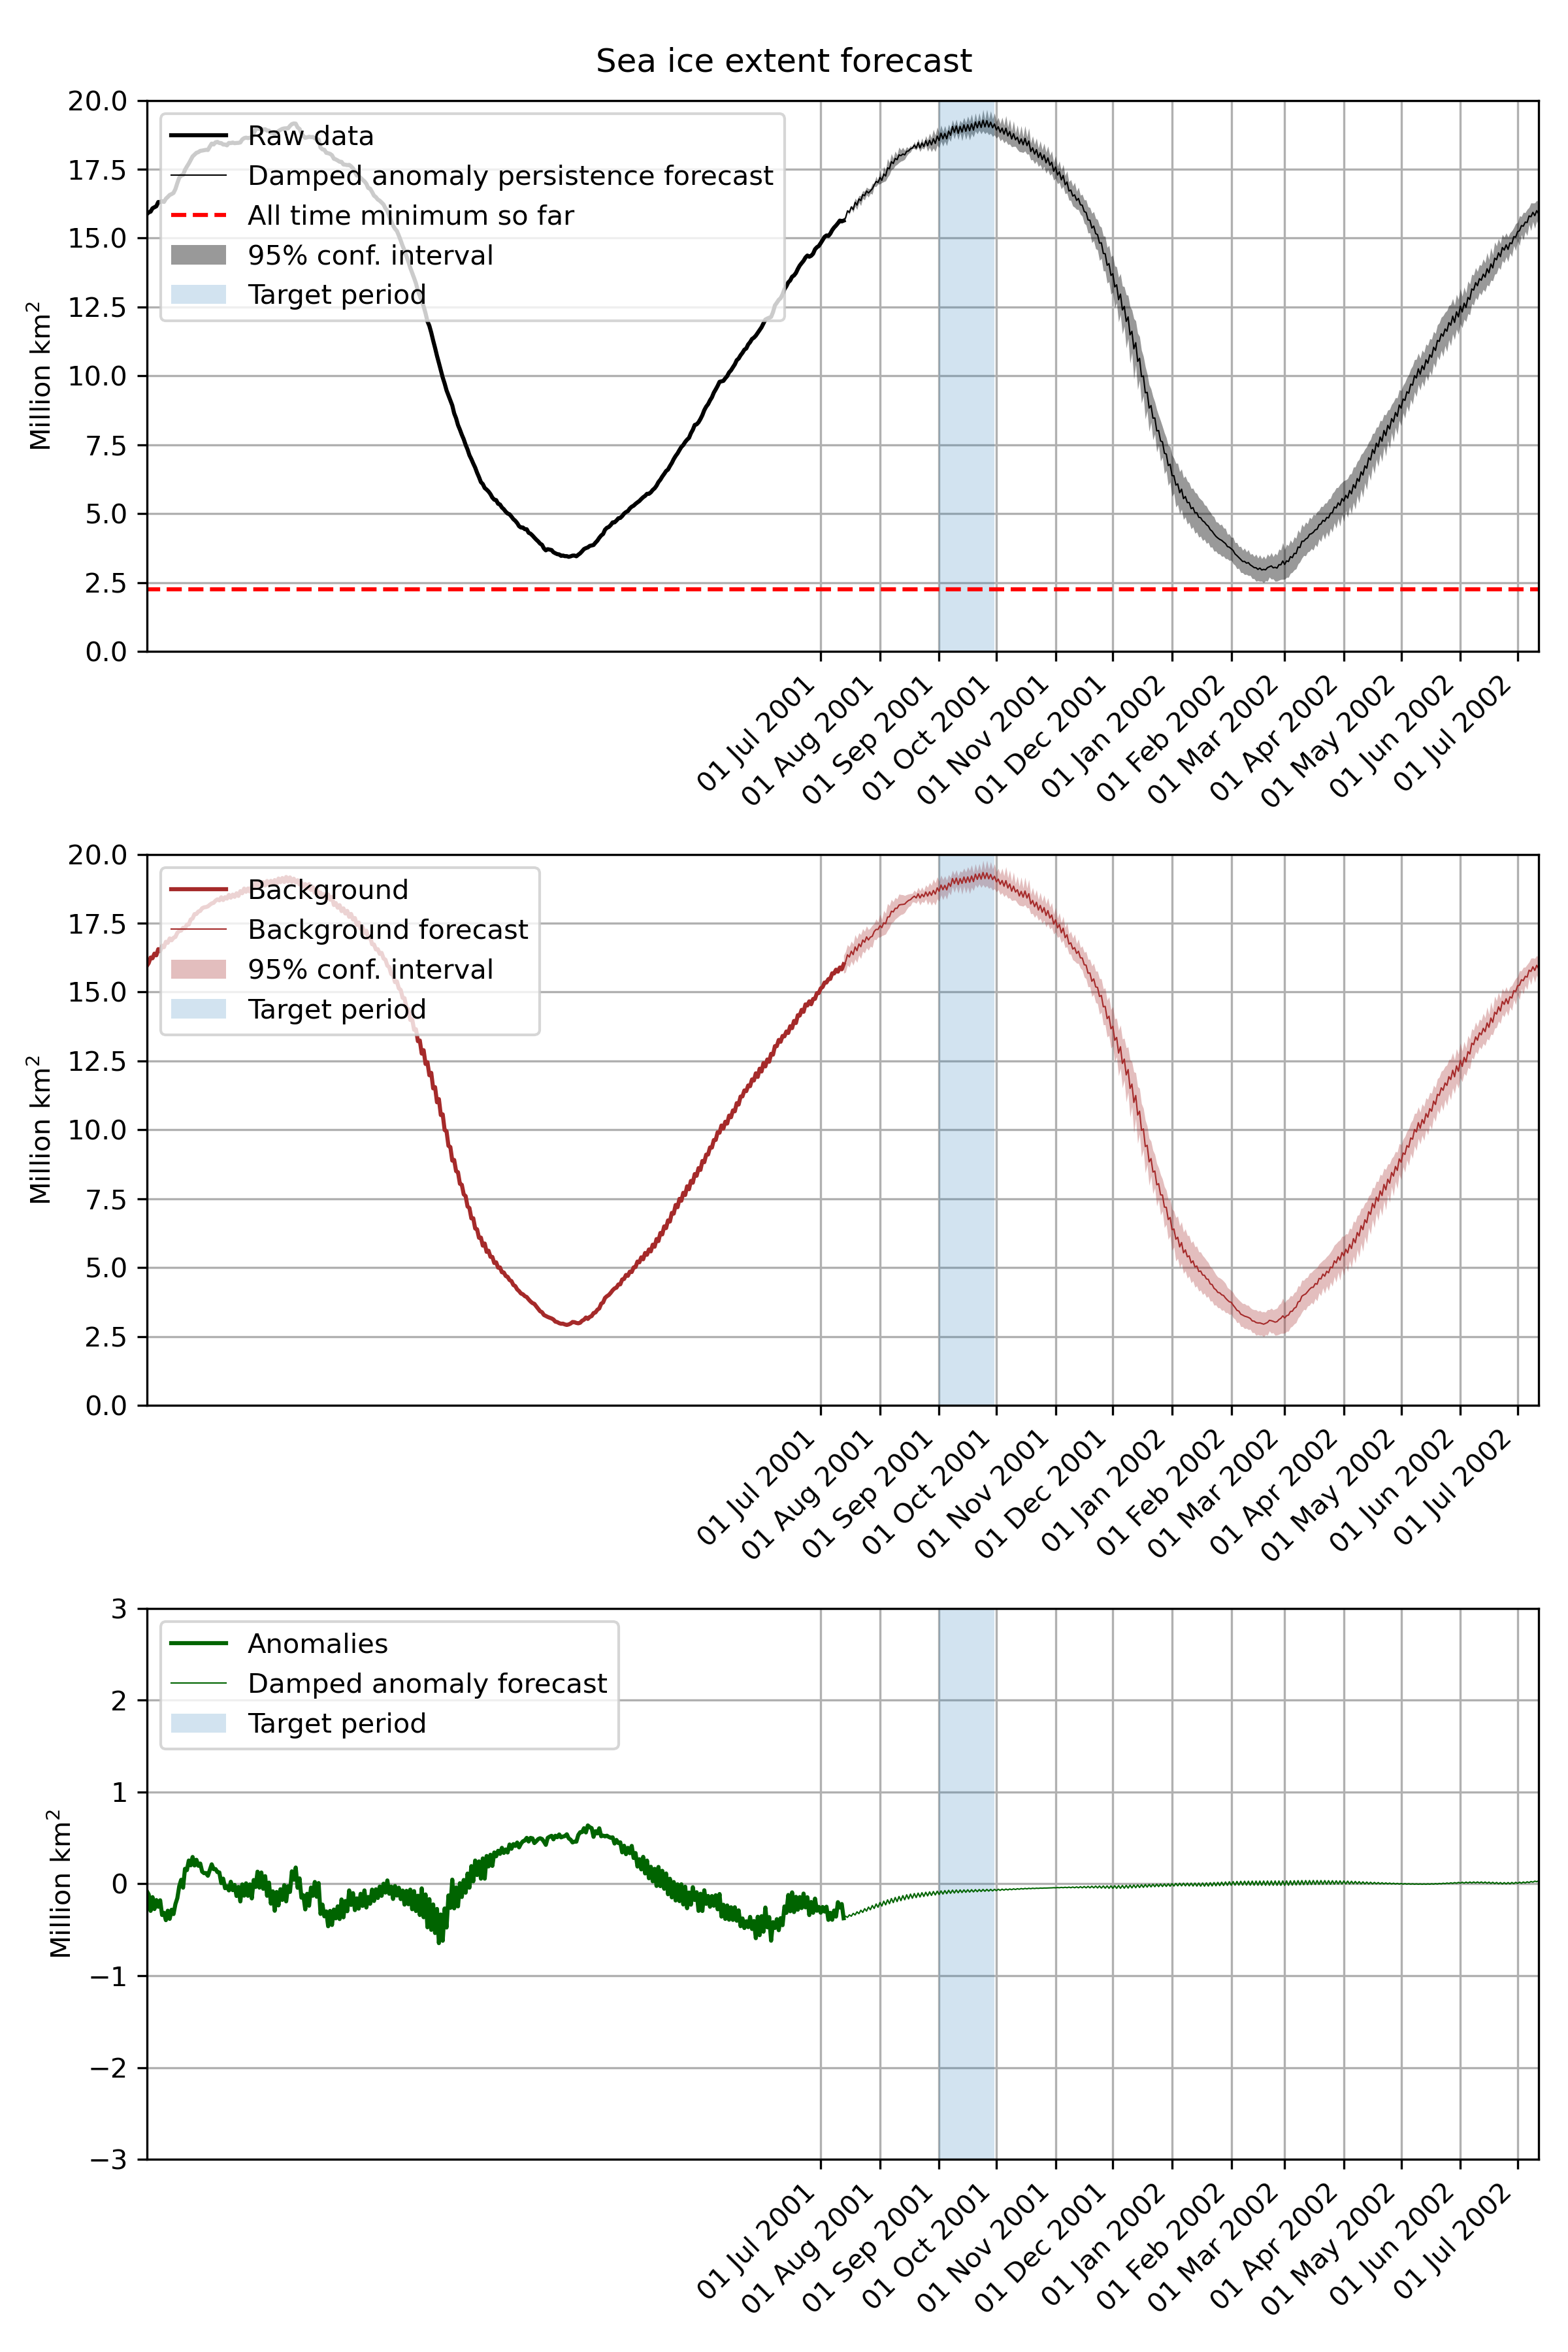 Sea ice extent forecast
20.0
17.5
15.0
12.5
10.0
7.5
5.0
2.5
0.0
Million km²
Raw data
Damped anomaly persistence forecast
All time minimum so far
95% conf. interval
Target period
01 Jul 2001
01 Aug 2001
01 Sep 2001
01 Oct 2001
01 Nov 2001
01 Dec 2001
01 Jan 2002
01 Feb 2002
01 Mar 2002
01 Apr 2002
01 May 2002
01 Jun 2002
01 Jul 2002
20.0
17.5
15.0
12.5
10.0
7.5
5.0
2.5
0.0
Million km²
Background
Background forecast
95% conf. interval
Target period
01 Jul 2001
01 Aug 2001
01 Sep 2001
01 Oct 2001
01 Nov 2001
01 Dec 2001
01 Jan 2002
01 Feb 2002
01 Mar 2002
01 Apr 2002
01 May 2002
01 Jun 2002
01 Jul 2002
3
2
1
0
−1
−2
−3
Million km²
Anomalies
Damped anomaly forecast
Target period
01 Jul 2001
01 Aug 2001
01 Sep 2001
01 Oct 2001
01 Nov 2001
01 Dec 2001
01 Jan 2002
01 Feb 2002
01 Mar 2002
01 Apr 2002
01 May 2002
01 Jun 2002
01 Jul 2002